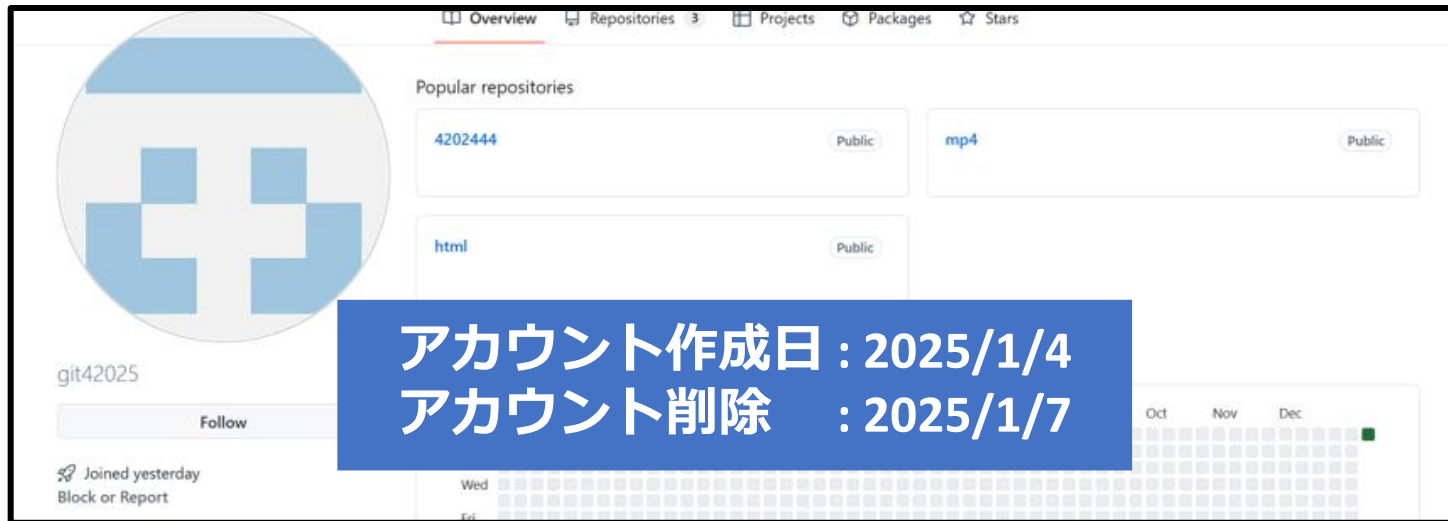 Overview Repositories 3 Projects Packages Stars
Popular repositories
4202444 Public
mp4 Public
html Public
アカウント作成日 : 2025/1/4
アカウント削除 : 2025/1/7
git42025
Follow
Joined yesterday
Block or Report
Oct Nov Dec
Wed
Fri